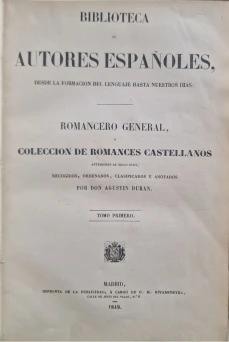 BIBLIOTECA
DE
AUTORES ESPAÑOLES,
DESDE LA FORMACION DEL LENGUAJE HASTA NUESTROS DIAS.
ROMANCERO GENERAL,
Ó
COLECCION DE ROMANCES CASTELLANOS
ANTERIORES AL SIGLO XVIII,
RECOGIDOS, ORDENADOS, CLASIFICADOS Y ANOTADOS
POR DON AGUSTIN DURAN.
TOMO PRIMERO.
MADRID,
IMPRENTA DE LA PUBLICIDAD, Á CARGO DE D. M. RIVADENEYRA,
CALLE DE JESUS DEL VALLE,
1849.